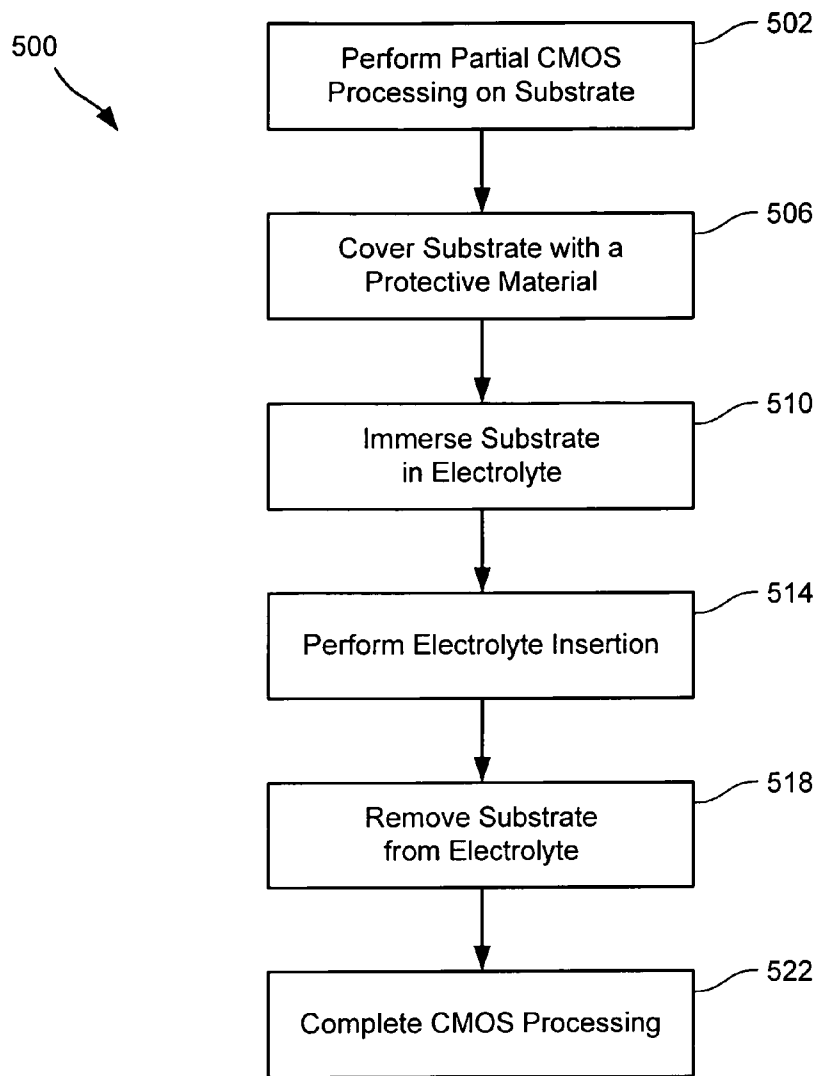 500
502
Perform Partial CMOS
Processing on Substrate
506
Cover Substrate with a
Protective Material
510
Immerse Substrate
in Electrolyte
514
Perform Electrolyte Insertion
518
Remove Substrate
from Electrolyte
522
Complete CMOS Processing